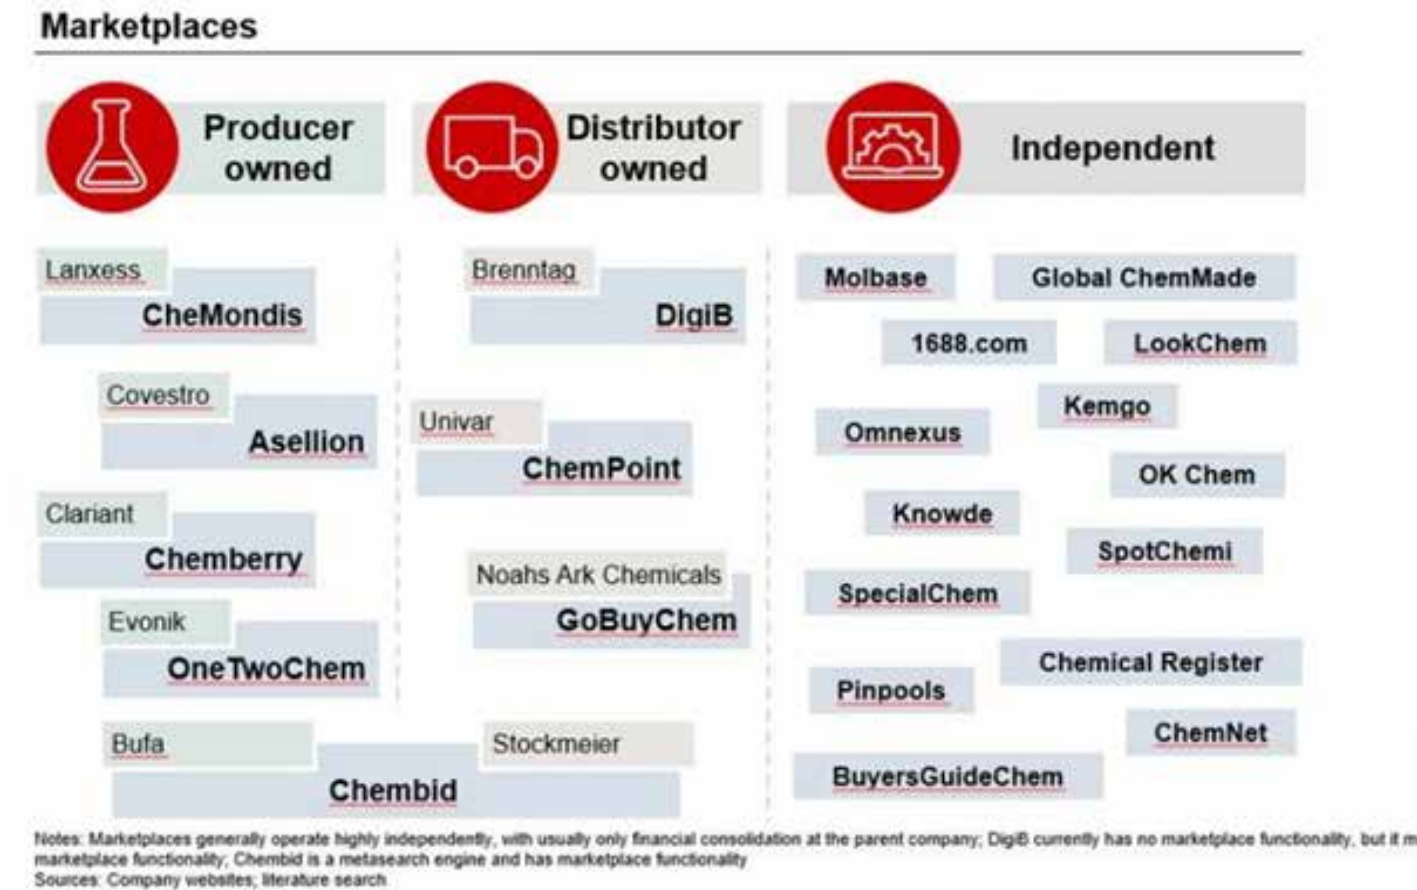 Marketplaces
Producer
owned
Distributor
owned
Independent
Lanxess
CheMondis
Covestro
Asellion
Clariant
Chemberry
Evonik
OneTwoChem
Bufa
Stockmeier
Chembid
Brenntag
DigiB
Univar
ChemPoint
Noahs Ark Chemicals
GoBuyChem
Molbase
Global ChemMade
1688.com
LookChem
Kemgo
Omnexus
OK Chem
Knowde
SpotChemi
SpecialChem
Chemical Register
Pinpools
ChemNet
BuyersGuideChem
Notes: Marketplaces generally operate highly independently, with usually only financial consolidation at the parent company; DigiB currently has no marketplace functionality, but it
marketplace functionality; Chembid is a metasearch engine and has marketplace functionality
Sources: Company websites; literature search